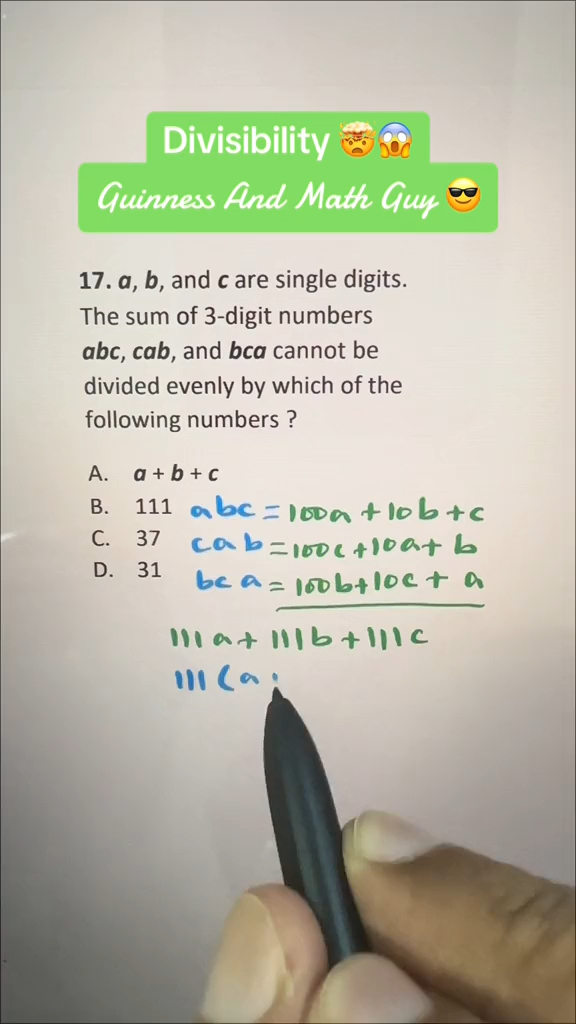 Divisibility 🤯😱
Guinness And Math Guy 😎
17. a, b, and c are single digits.
The sum of 3-digit numbers
abc, cab, and bca cannot be
divided evenly by which of the
following numbers ?
A. a + b + c
B. 111
C. 37
D. 31
abc = 100a + 10b + c
cab = 100c + 10a + b
bca = 100b + 10c + a
111a + 111b + 111c
111 (a